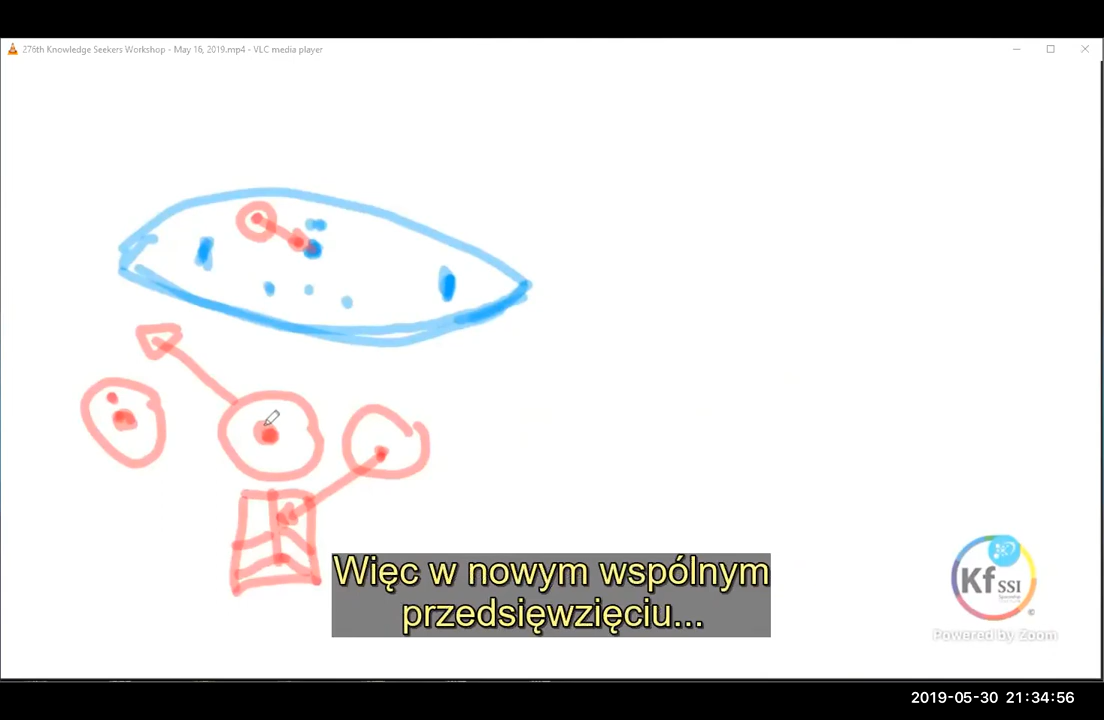 276th Knowledge Seekers Workshop - May 16, 2019.mp4 - VLC media player
Więc w nowym wspólnym
przedsięwzięciu...
Kf SSI
©
Powered by Zoom
2019-05-30 21:34:56